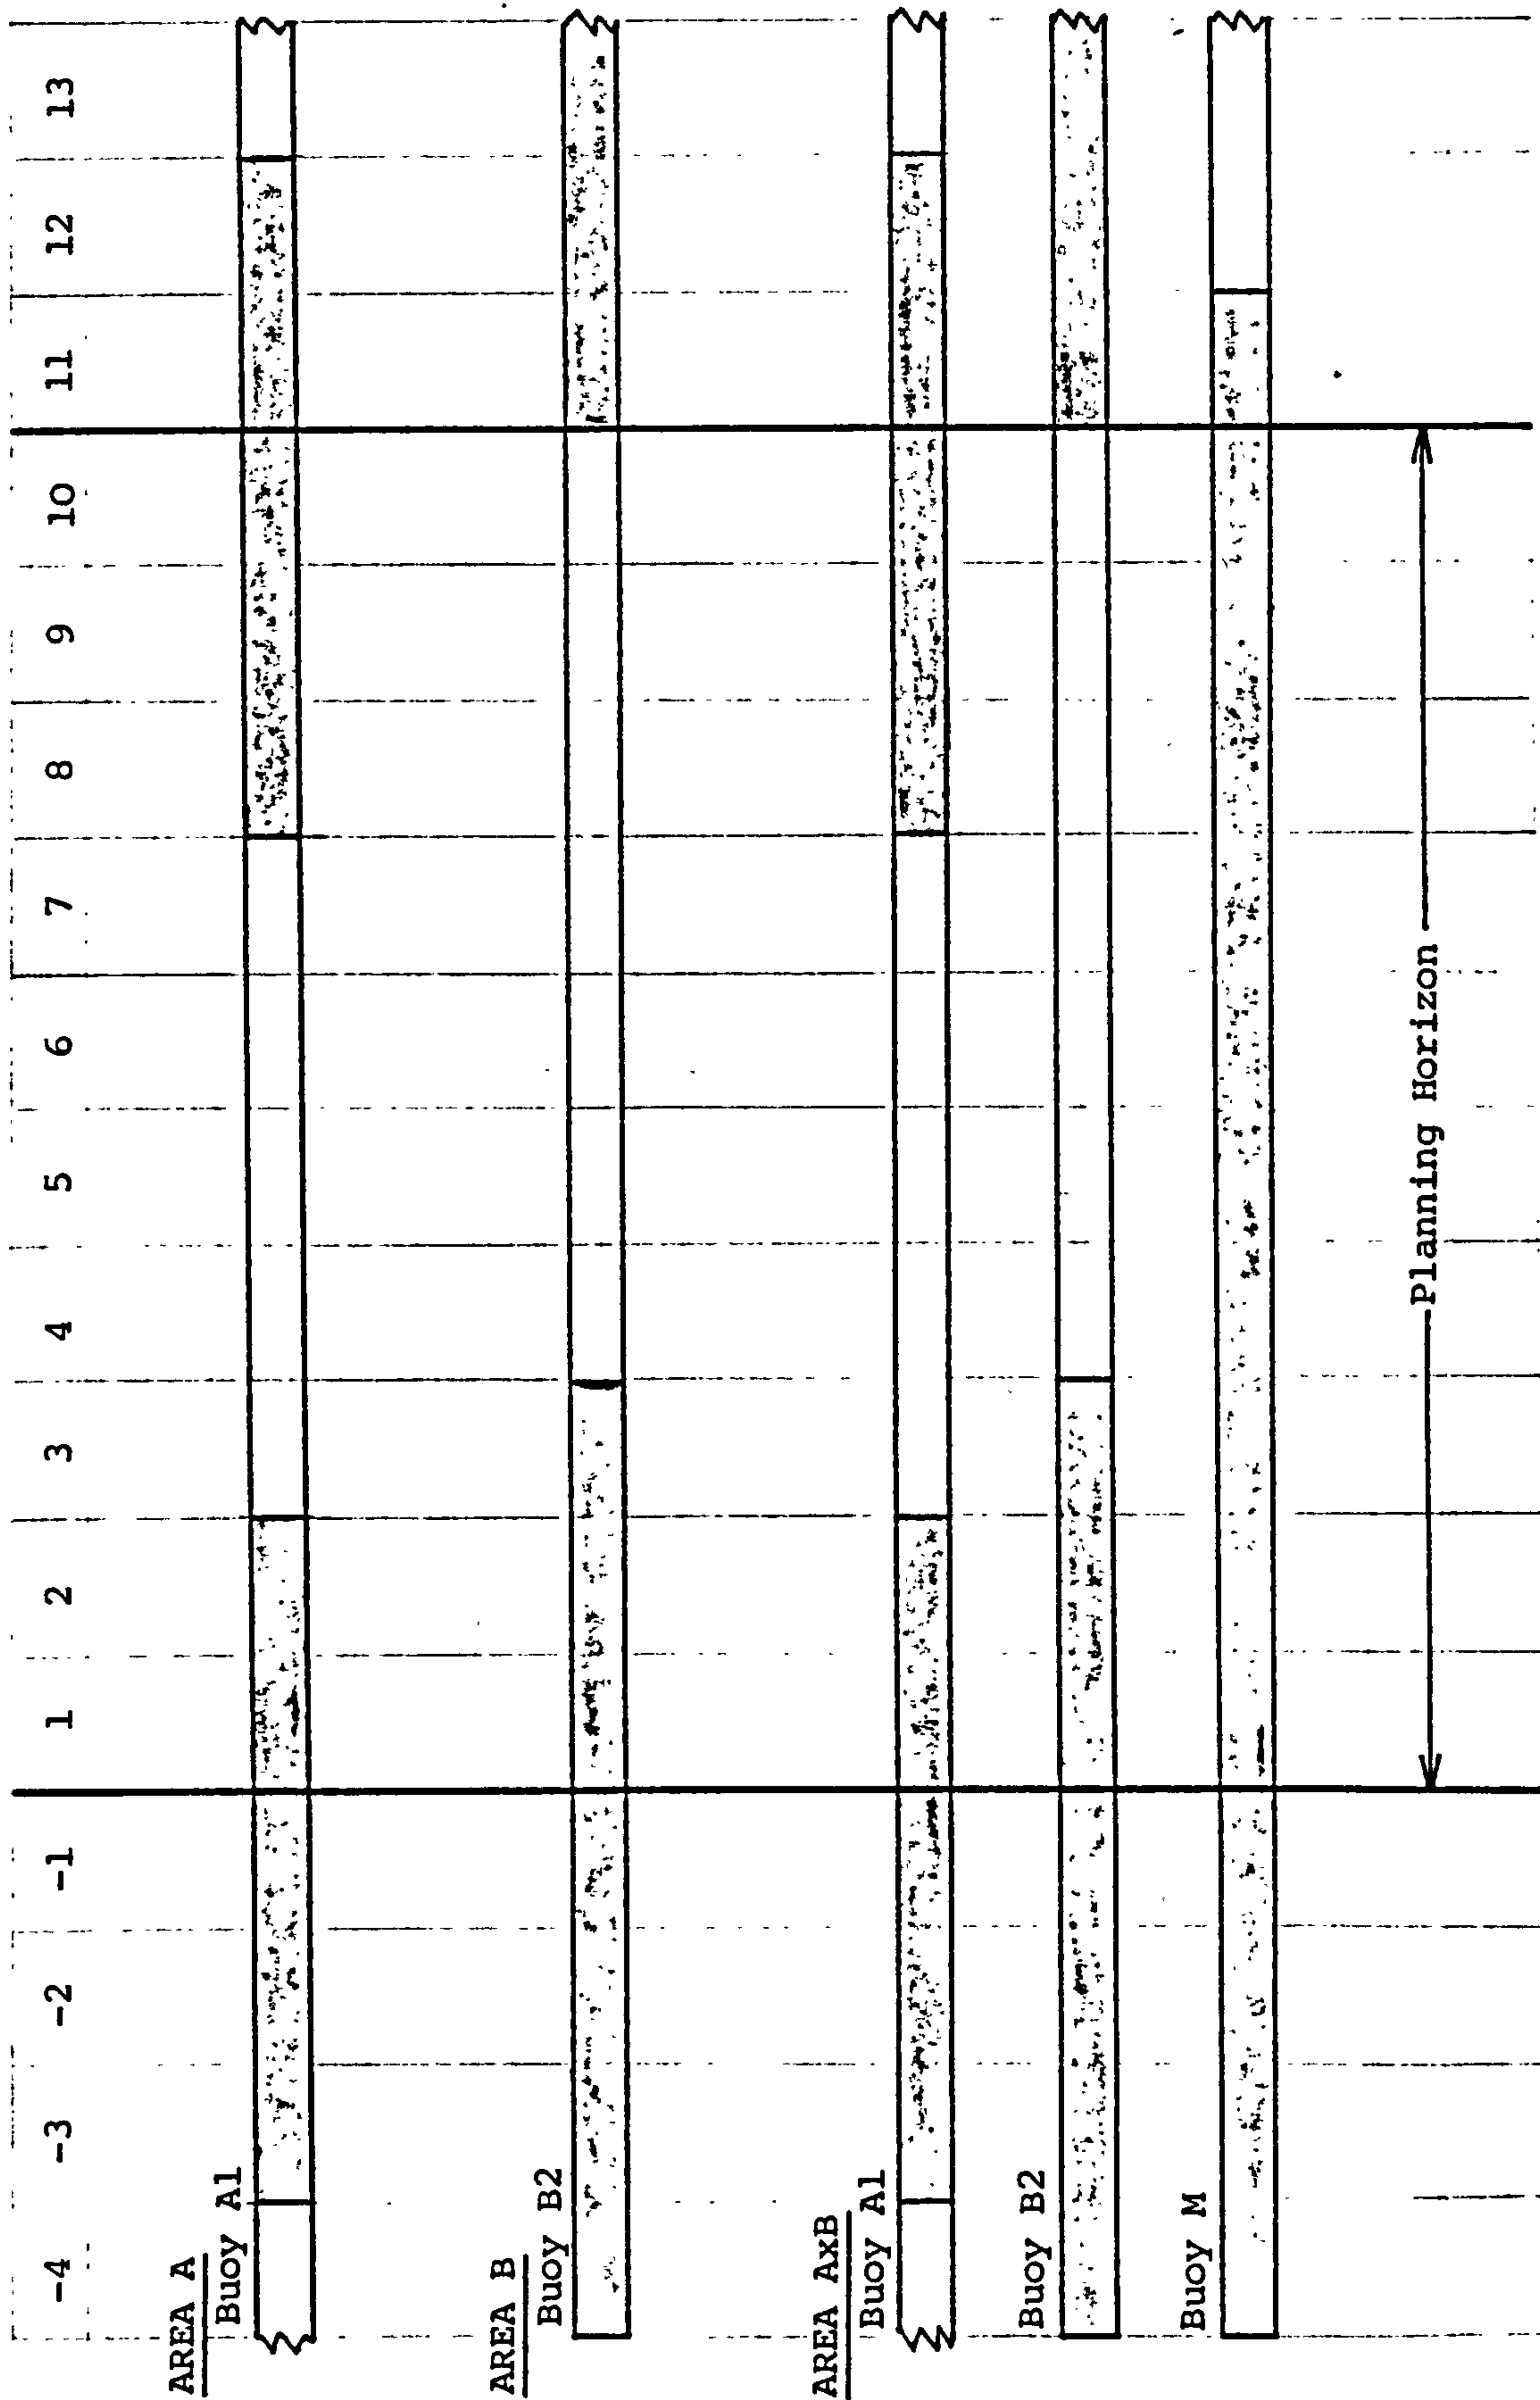 -4 -3 -2 -1 1 2 3 4 5 6 7 8 9 10 11 12 13
AREA A
Buoy A1
AREA B
Buoy B2
AREA AxB
Buoy A1
Buoy B2
Buoy M
Planning Horizon